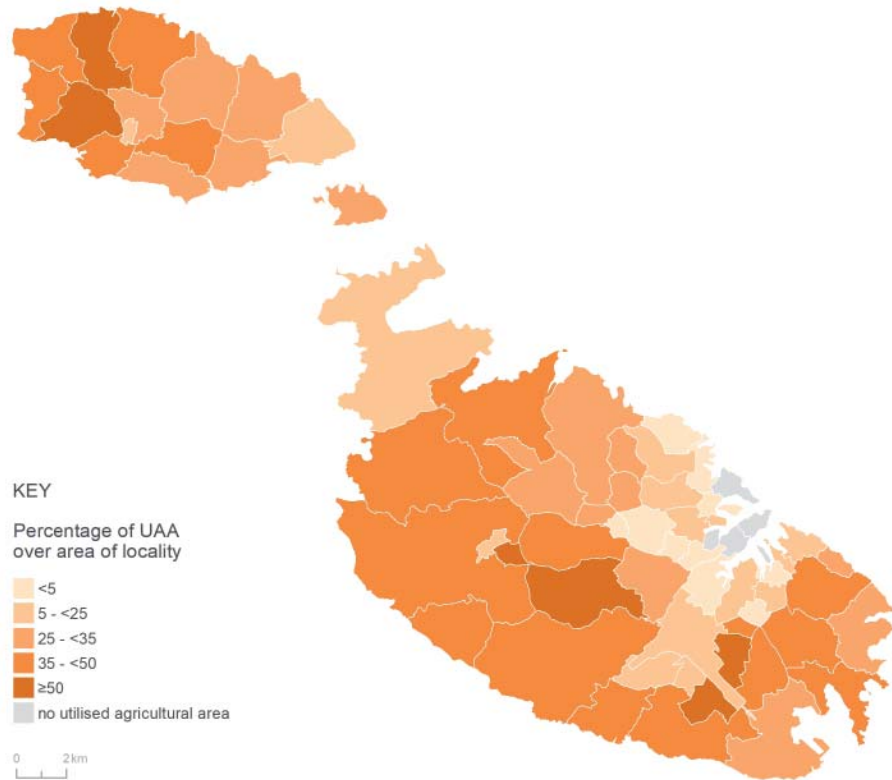 KEY
Percentage of UAA
over area of locality
<5
5 - <25
25 - <35
35 - <50
≥50
no utilised agricultural area
0 2km